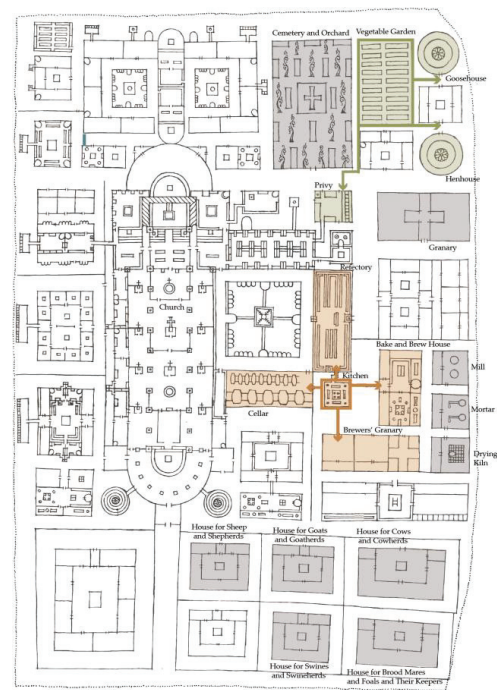 Cemetery and Orchard
Vegetable Garden
Goosehouse
Henhouse
Privy
Granary
Refectory
Church
Bake and Brew House
Kitchen
Mill
Cellar
Mortar
Brewers' Granary
Drying
Kiln
House for Sheep
and Shepherds
House for Goats
and Goatherds
House for Cows
and Cowherds
House for Swines
and Swineherds
House for Brood Mares
and Foals and Their Keepers